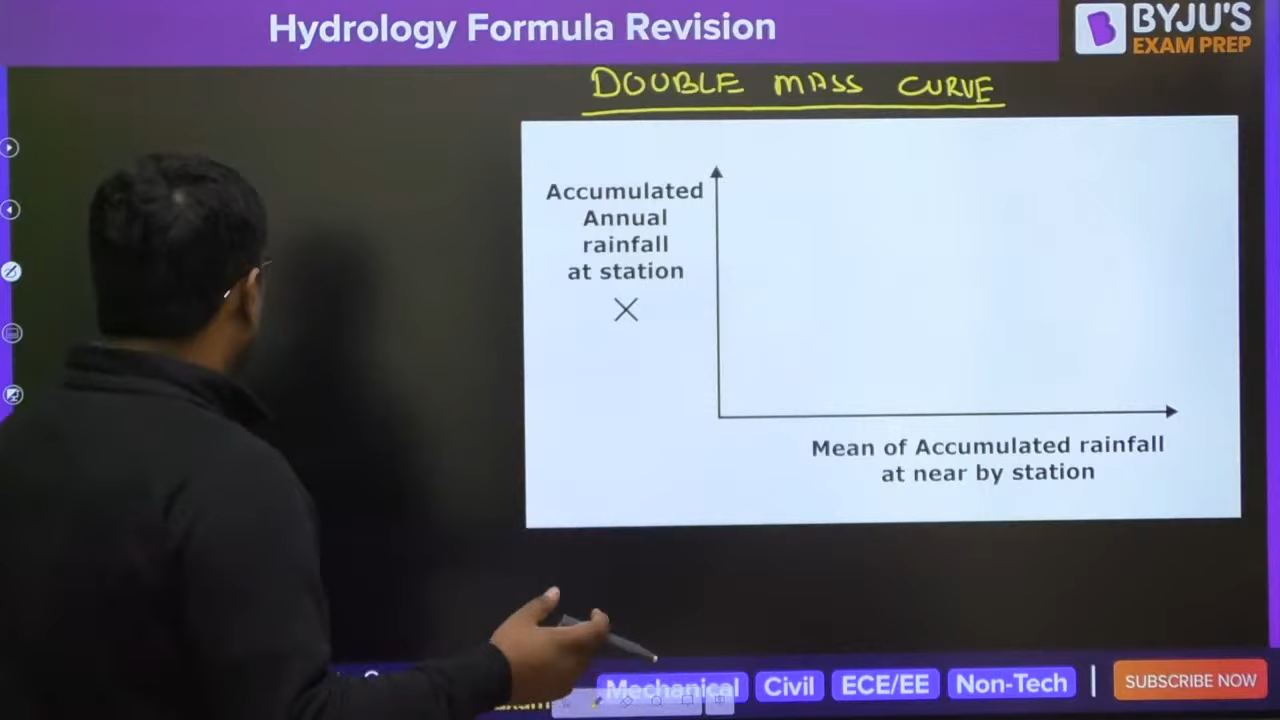 Hydrology Formula Revision
BYJU'S
EXAM PREP
DOUBLE MASS CURVE
Accumulated
Annual
rainfall
at station
X
Mean of Accumulated rainfall
at near by station
Mechanical
Civil
ECE/EE
Non-Tech
SUBSCRIBE NOW